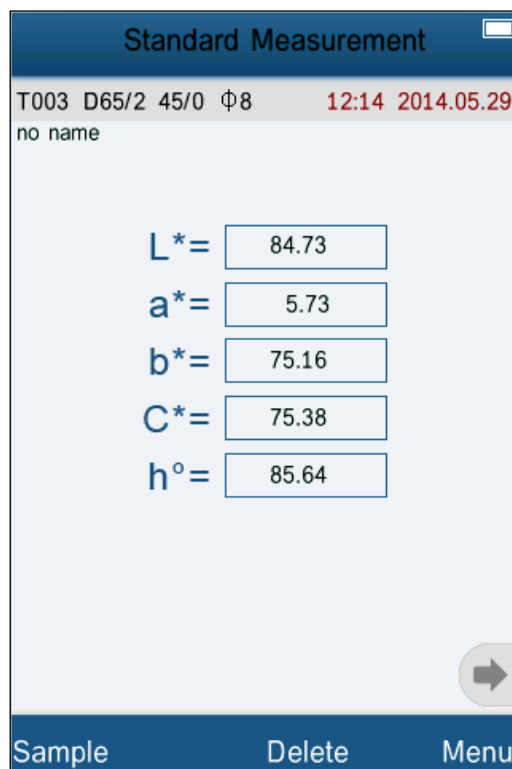 Standard Measurement
T003 D65/2 45/0 Φ8 12:14 2014.05.29
no name
L*= 84.73
a*= 5.73
b*= 75.16
C*= 75.38
h°= 85.64
Sample Delete Menu